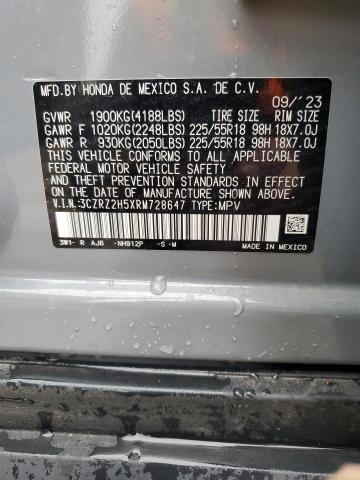 MFD.BY HONDA DE MEXICO S.A. DE C.V.
09/'23
GVWR 1900KG(4188LBS) TIRE SIZE RIM SIZE
GAWR F 1020KG(2248LBS) 225/55R18 98H 18X7.0J
GAWR R 930KG(2050LBS) 225/55R18 98H 18X7.0J
THIS VEHICLE CONFORMS TO ALL APPLICABLE
FEDERAL MOTOR VEHICLE SAFETY,
AND THEFT PREVENTION STANDARDS IN EFFECT
ON THE DATE OF MANUFACTURE SHOWN ABOVE.
V.I.N.:3CZRZ2H5XRM728647 TYPE:MPV
3W1- R AJ6 -NH912P -S -M
MADE IN MEXICO